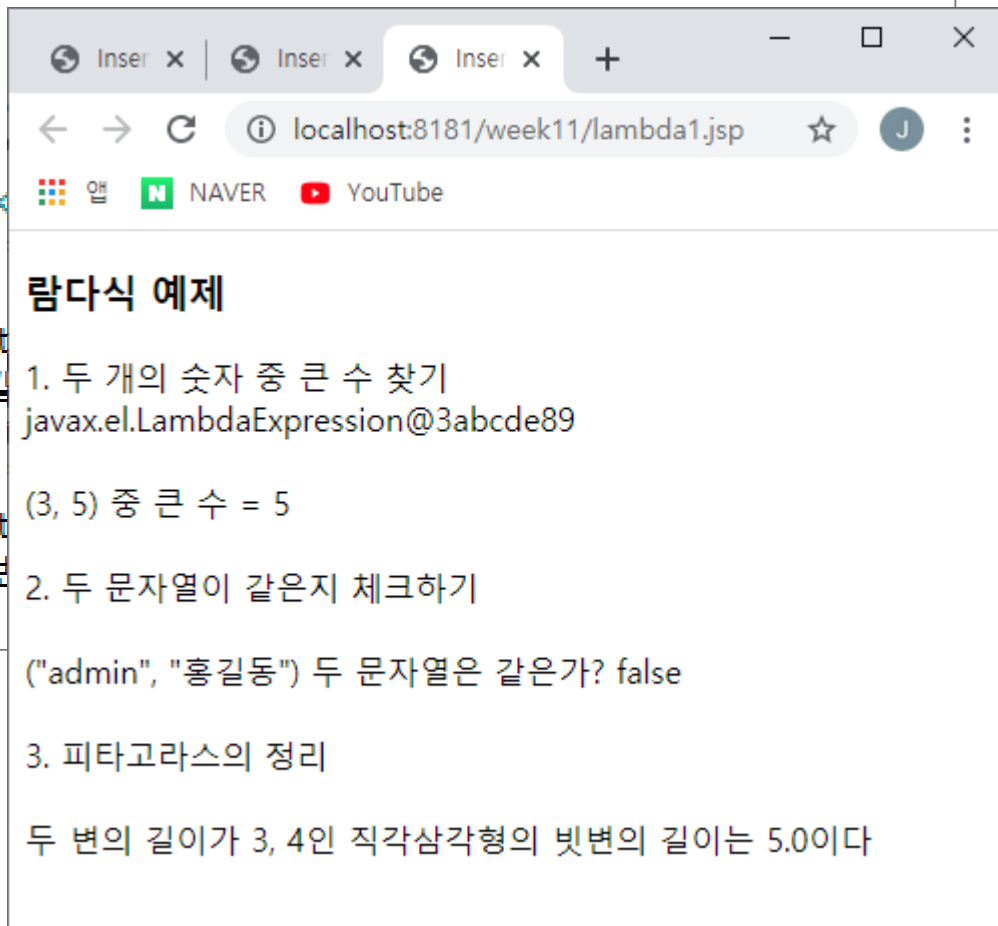 Inser
Inser
Inser
localhost:8181/week11/lambda1.jsp
J
앱 NAVER YouTube
람다식 예제
1. 두 개의 숫자 중 큰 수 찾기
javax.el.LambdaExpression@3abcde89
(3, 5) 중 큰 수 = 5
2. 두 문자열이 같은지 체크하기
("admin", "홍길동") 두 문자열은 같은가? false
3. 피타고라스의 정리
두 변의 길이가 3, 4인 직각삼각형의 빗변의 길이는 5.0이다